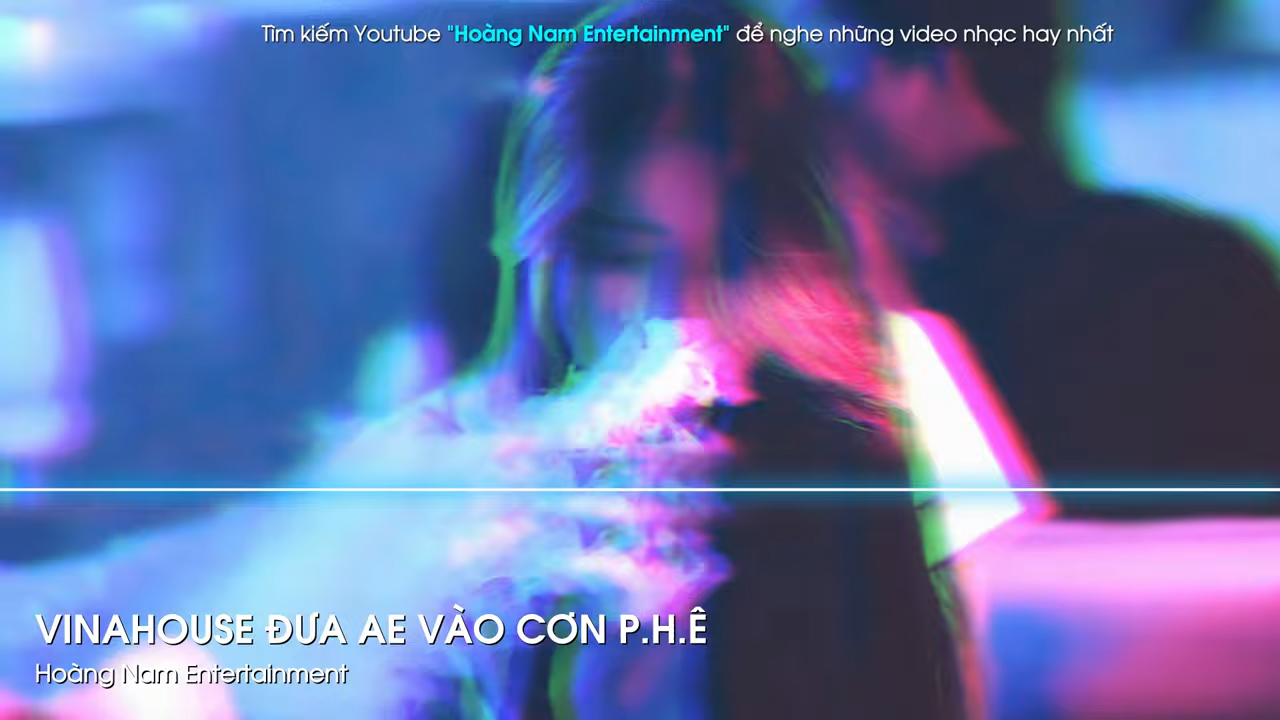 Tìm kiếm Youtube "Hoàng Nam Entertainment" để nghe những video nhạc hay nhất
VINAHOUSE ĐƯA AE VÀO CƠN P.H.Ê
Hoàng Nam Entertainment